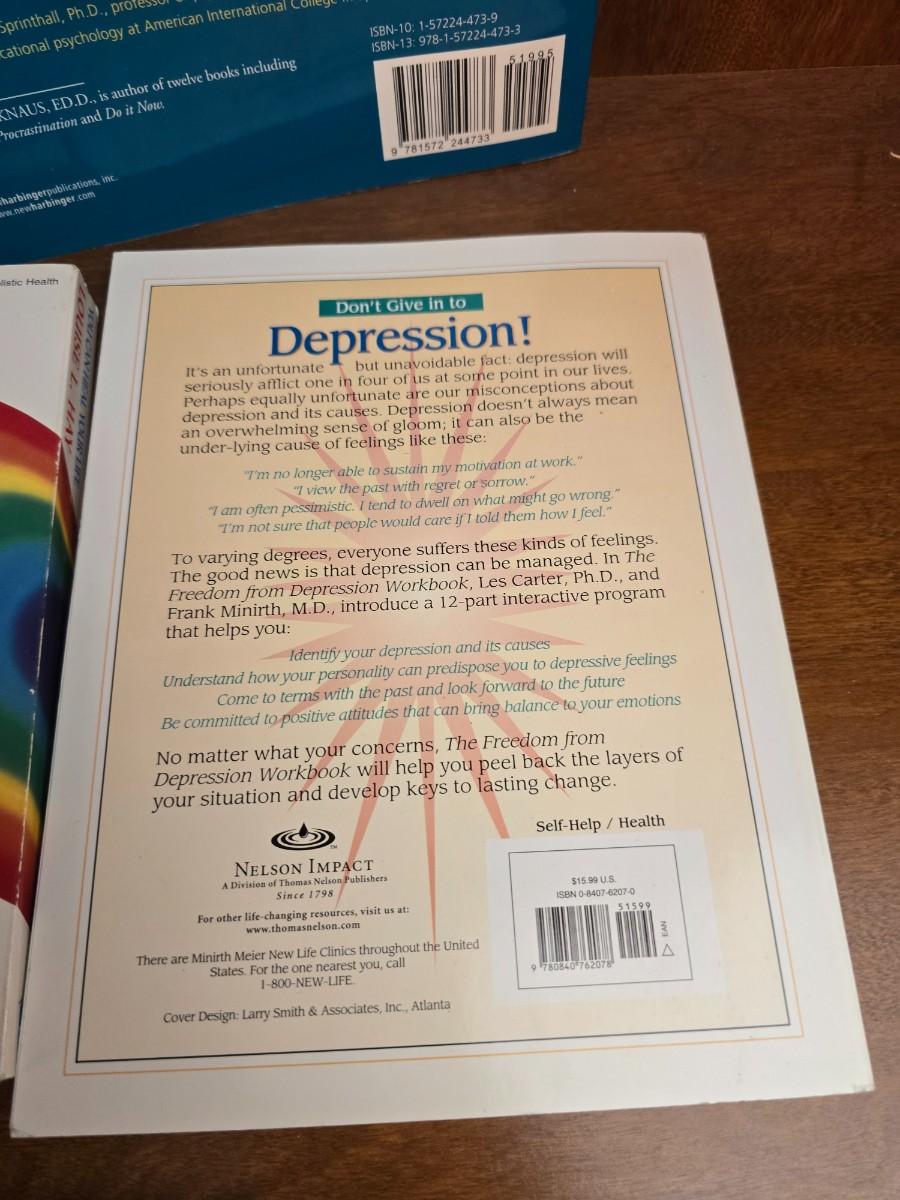 Sprinthall, Ph.D.,
cational psychology at American International College
KNAUS, ED.D., is author of twelve books including
Procrastination and Do it Now.
harbingerpublications, inc.
www.newharbinger.com
ISBN-10: 1-57224-473-9
ISBN-13: 978-1-57224-473-3
51995
9 781572 244733
listic Health
LOUISE L. HAY
Don't Give in to
Depression!
It's an unfortunate but unavoidable fact: depression will
seriously afflict one in four of us at some point in our lives.
Perhaps equally unfortunate are our misconceptions about
depression and its causes. Depression doesn't always mean
an overwhelming sense of gloom; it can also be the
under-lying cause of feelings like these:
"I'm no longer able to sustain my motivation at work."
"I view the past with regret or sorrow."
"I am often pessimistic. I tend to dwell on what might go wrong."
"I'm not sure that people would care if I told them how I feel."
To varying degrees, everyone suffers these kinds of feelings.
The good news is that depression can be managed. In The
Freedom from Depression Workbook, Les Carter, Ph.D., and
Frank Minirth, M.D., introduce a 12-part interactive program
that helps you:
Identify your depression and its causes
Understand how your personality can predispose you to depressive feelings
Come to terms with the past and look forward to the future
Be committed to positive attitudes that can bring balance to your emotions
No matter what your concerns, The Freedom from
Depression Workbook will help you peel back the layers of
your situation and develop keys to lasting change.
TM
NELSON IMPACT
A Division of Thomas Nelson Publishers
Since 1798
For other life-changing resources, visit us at:
www.thomasnelson.com
There are Minirth Meier New Life Clinics throughout the United
States. For the one nearest you, call
1-800-NEW-LIFE.
Cover Design: Larry Smith & Associates, Inc., Atlanta
Self-Help / Health
$15.99 U.S.
ISBN 0-8407-6207-0
51599
EAN
9 780840 762078